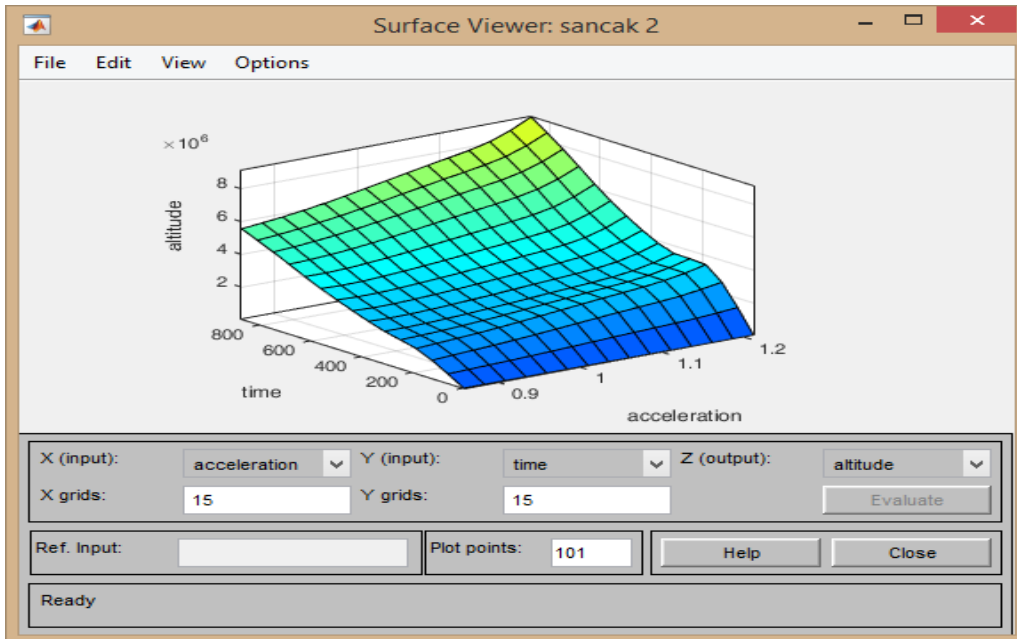 Surface Viewer: sancak 2
File Edit View Options
×10⁶
8
6
4
2
altitude
800
600
400
200
0
time
0.9
1
1.1
1.2
acceleration
X (input): acceleration Y (input): time Z (output): altitude
X grids: 15 Y grids: 15 Evaluate
Ref. Input: Plot points: 101 Help Close
Ready